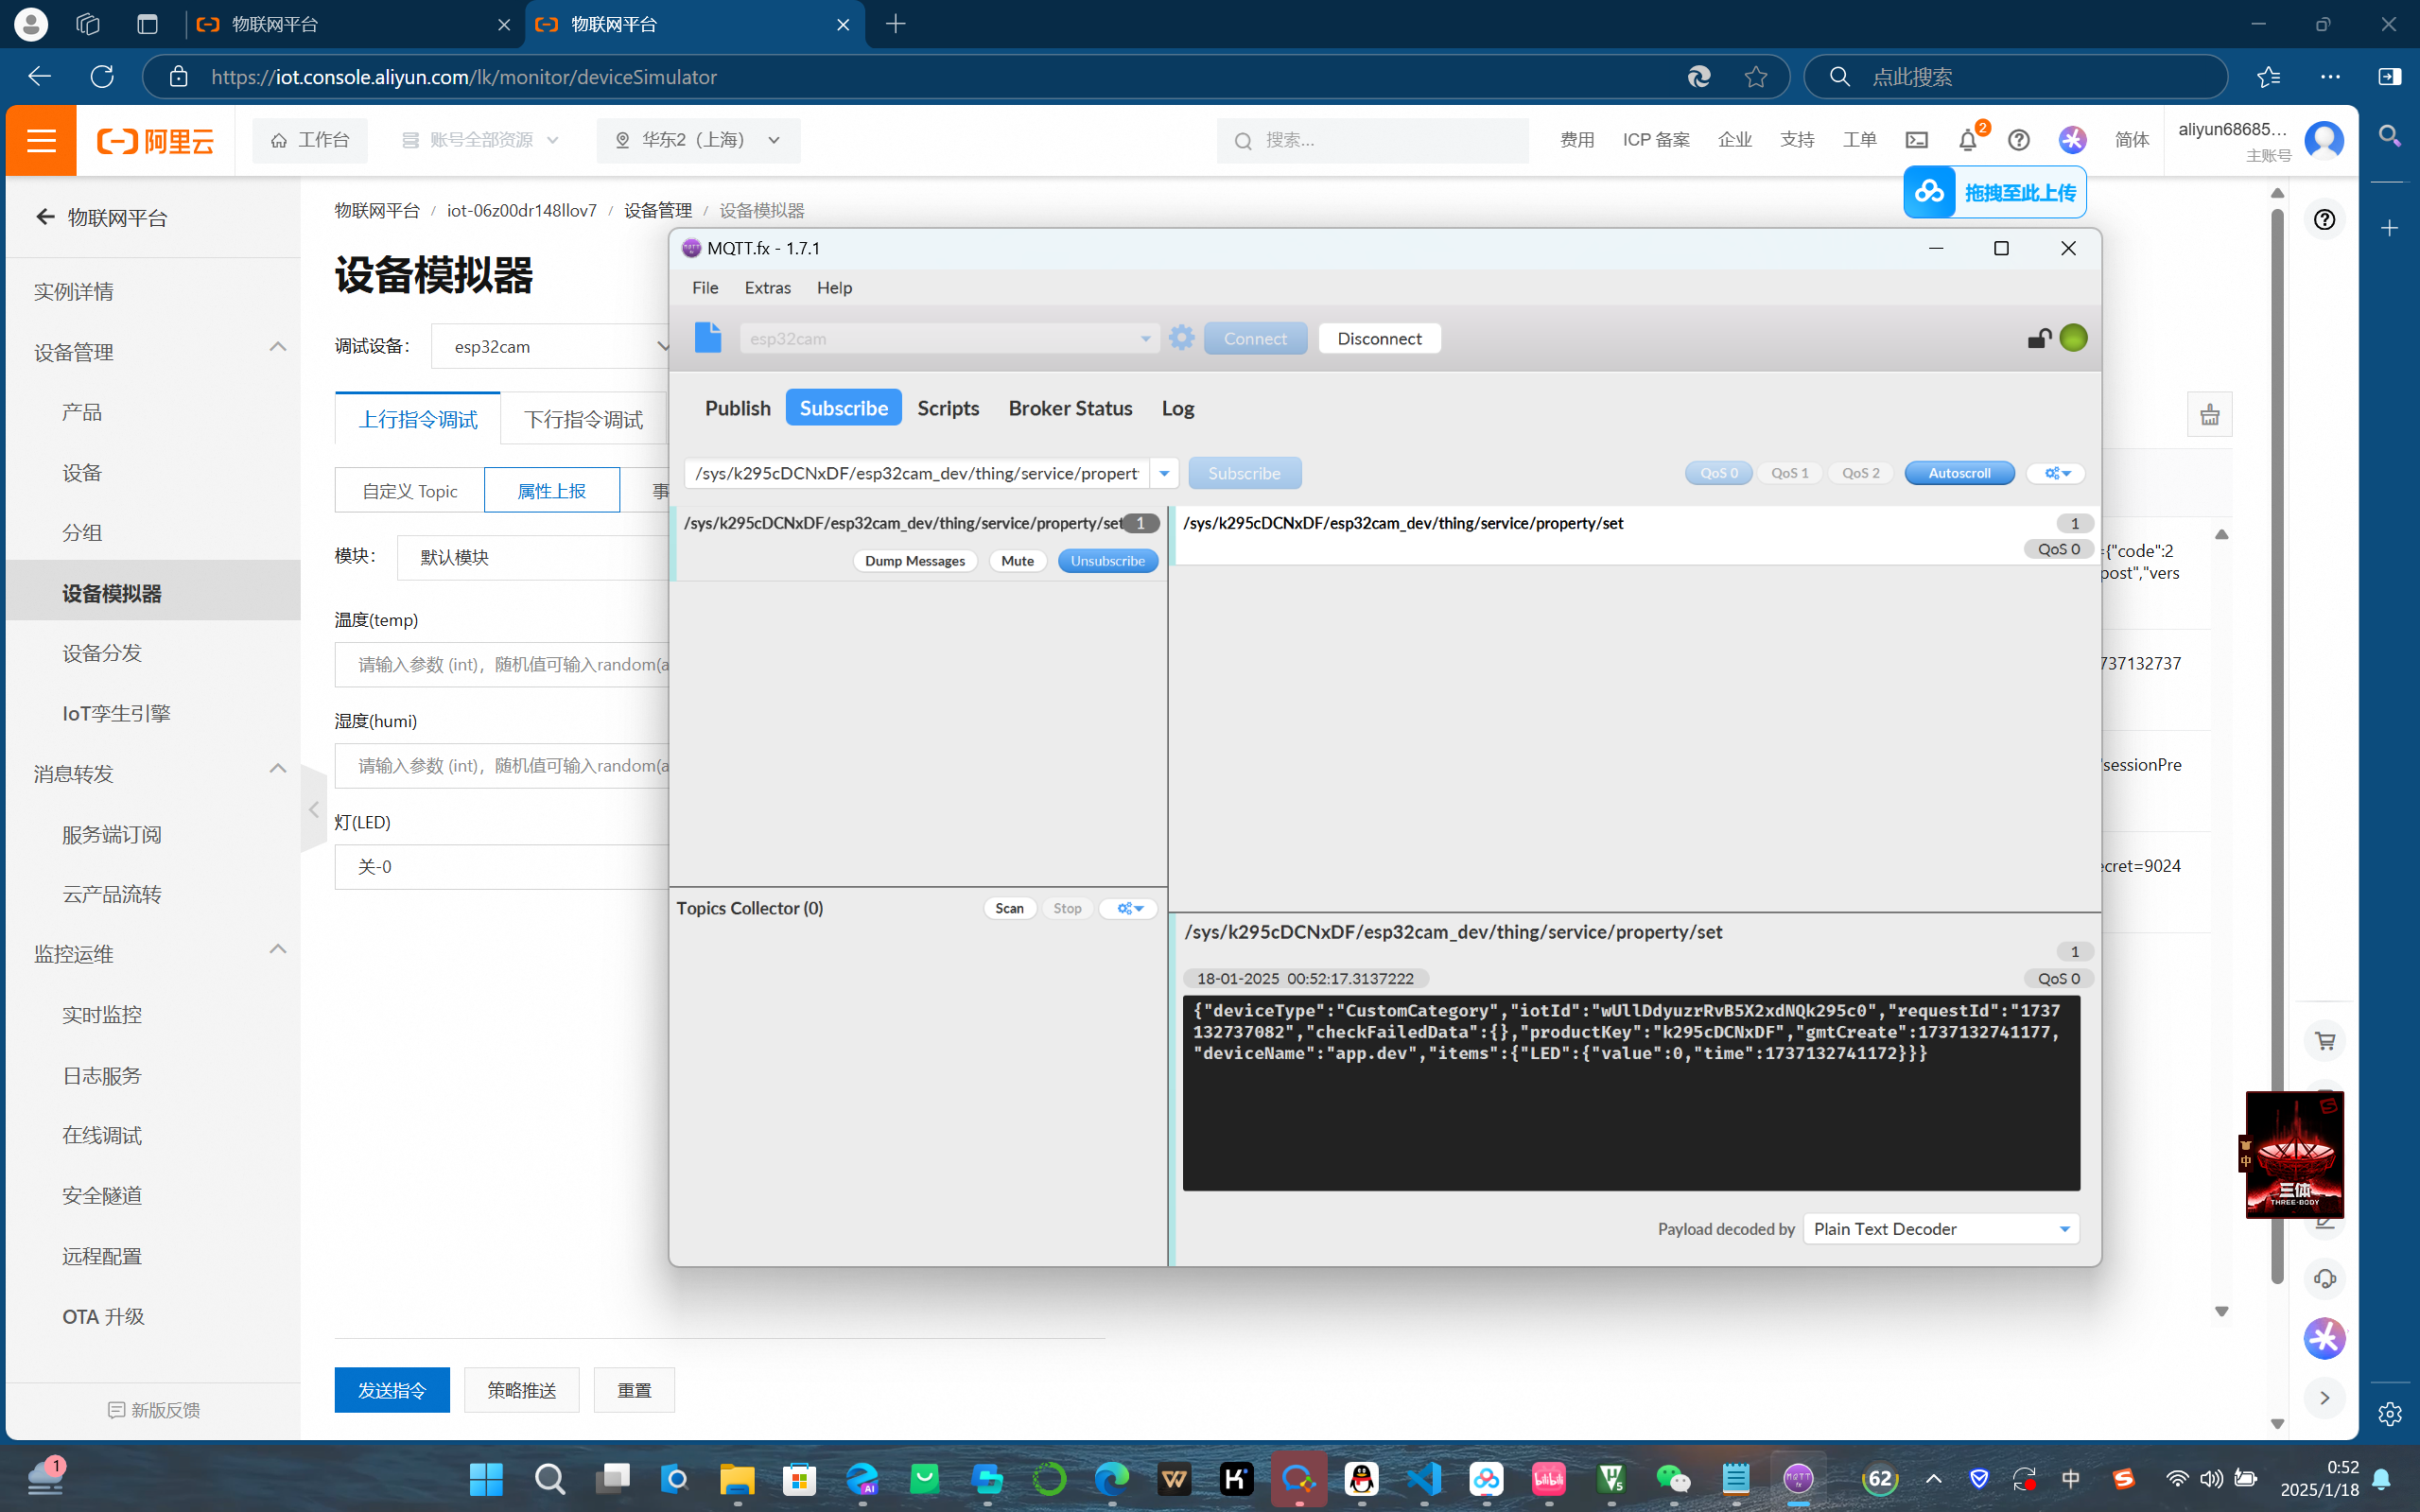 物联网平台
物联网平台
https://iot.console.aliyun.com/lk/monitor/deviceSimulator
点此搜索
阿里云
工作台
账号全部资源
华东2（上海）
搜索...
费用
ICP 备案
企业
支持
工单
2
简体
aliyun68685...
主账号
拖拽至此上传
物联网平台
实例详情
设备管理
产品
设备
分组
设备模拟器
设备分发
IoT孪生引擎
消息转发
服务端订阅
云产品流转
监控运维
实时监控
日志服务
在线调试
安全隧道
远程配置
OTA 升级
新版反馈
物联网平台 / iot-06z00dr148llov7 / 设备管理 / 设备模拟器
设备模拟器
调试设备：
esp32cam
上行指令调试
下行指令调试
自定义 Topic
属性上报
事
模块：
默认模块
温度(temp)
请输入参数 (int)，随机值可输入random(a
湿度(humi)
请输入参数 (int)，随机值可输入random(a
灯(LED)
关-0
发送指令
策略推送
重置
MQTT.fx - 1.7.1
File
Extras
Help
esp32cam
Connect
Disconnect
Publish
Subscribe
Scripts
Broker Status
Log
/sys/k295cDCNxDF/esp32cam_dev/thing/service/propert
Subscribe
QoS 0
QoS 1
QoS 2
Autoscroll
/sys/k295cDCNxDF/esp32cam_dev/thing/service/property/set
1
Dump Messages
Mute
Unsubscribe
/sys/k295cDCNxDF/esp32cam_dev/thing/service/property/set
1
QoS 0
Topics Collector (0)
Scan
Stop
/sys/k295cDCNxDF/esp32cam_dev/thing/service/property/set
1
18-01-2025 00:52:17.3137222
QoS 0
{"deviceType":"CustomCategory","iotId":"wUllDdyuzrRvB5X2xdNQk295c0","requestId":"1737
132737082","checkFailedData":{},"productKey":"k295cDCNxDF","gmtCreate":1737132741177,
"deviceName":"app.dev","items":{"LED":{"value":0,"time":1737132741172}}}
Payload decoded by
Plain Text Decoder
={"code":2
post","vers
737132737
'sessionPre
ecret=9024
中
三体
THREE-BODY
1
62
中
0:52
2025/1/18